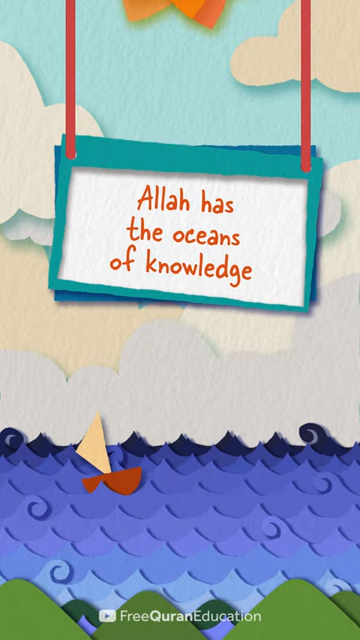 Allah has
the oceans
of knowledge
FreeQuranEducation